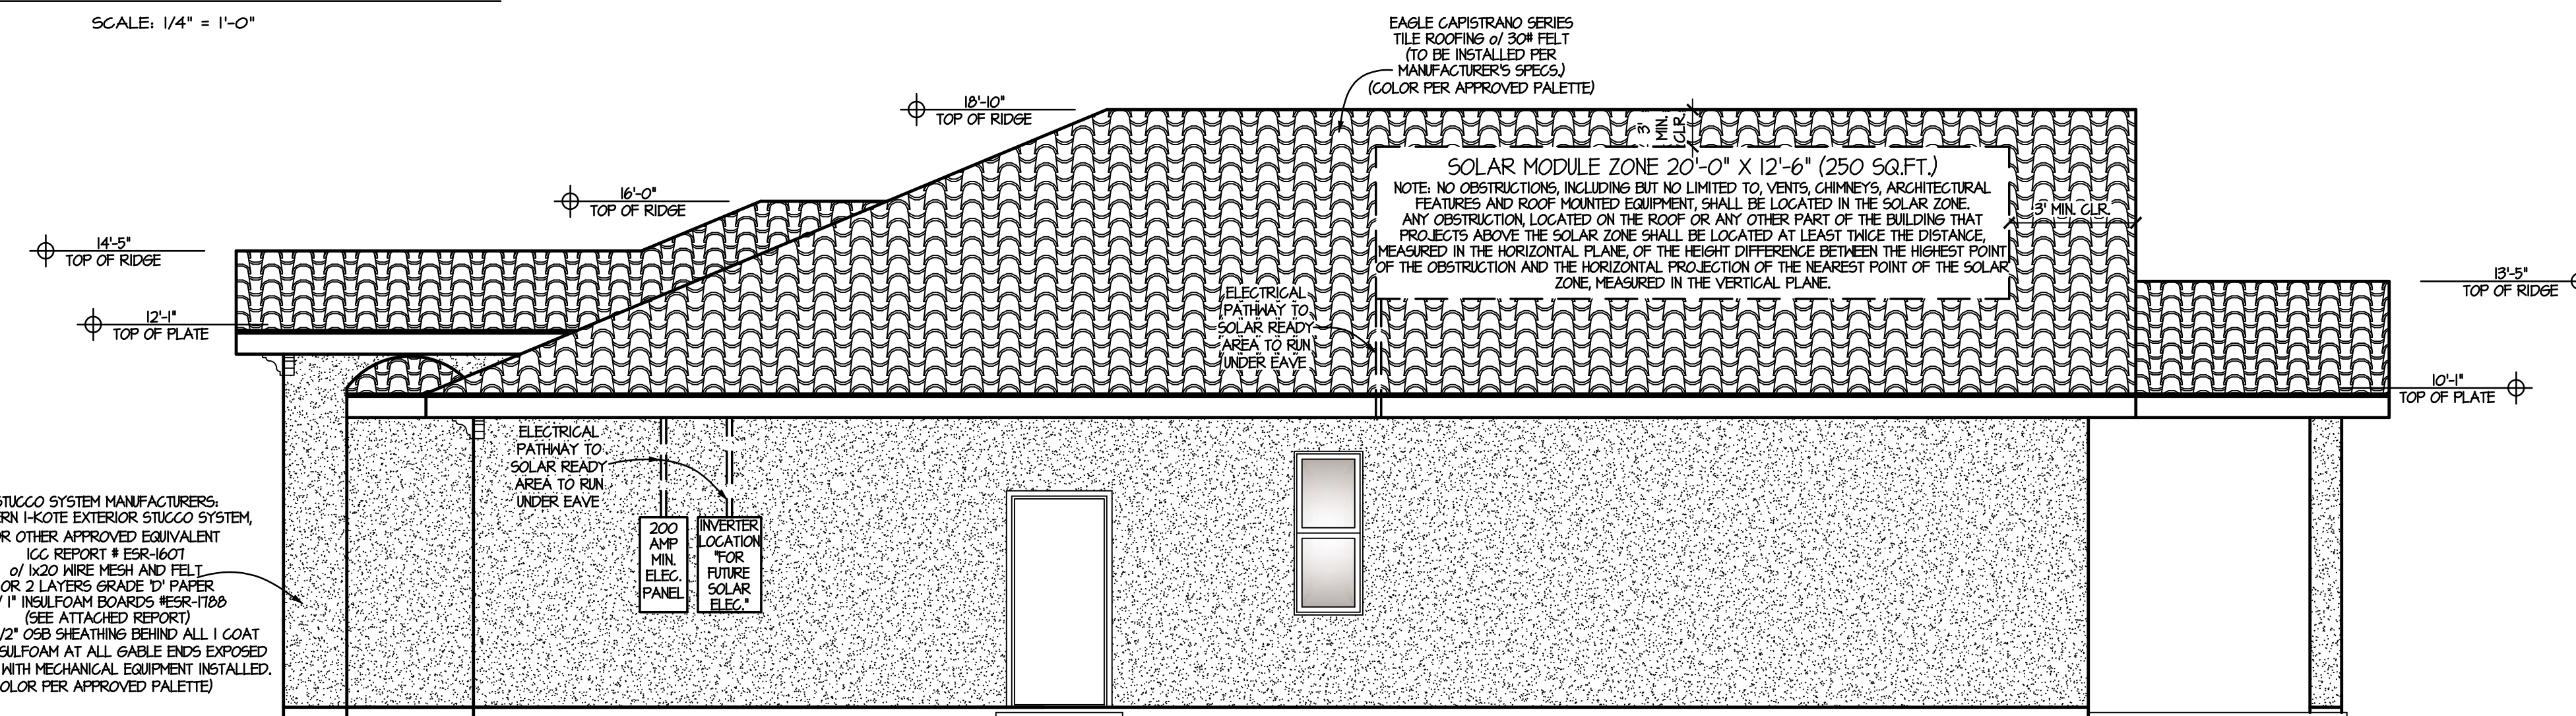 SCALE: 1/4" = 1'-0"
EAGLE CAPISTRANO SERIES
TILE ROOFING o/ 30# FELT
(TO BE INSTALLED PER
MANUFACTURER'S SPECS.)
(COLOR PER APPROVED PALETTE)
18'-10"
TOP OF RIDGE
16'-0"
TOP OF RIDGE
14'-5"
TOP OF RIDGE
12'-1"
TOP OF PLATE
3'
MIN.
CLR.
SOLAR MODULE ZONE 20'-0" X 12'-6" (250 SQ.FT.)
NOTE: NO OBSTRUCTIONS, INCLUDING BUT NO LIMITED TO, VENTS, CHIMNEYS, ARCHITECTURAL
FEATURES AND ROOF MOUNTED EQUIPMENT, SHALL BE LOCATED IN THE SOLAR ZONE.
ANY OBSTRUCTION, LOCATED ON THE ROOF OR ANY OTHER PART OF THE BUILDING THAT
PROJECTS ABOVE THE SOLAR ZONE SHALL BE LOCATED AT LEAST TWICE THE DISTANCE,
MEASURED IN THE HORIZONTAL PLANE, OF THE HEIGHT DIFFERENCE BETWEEN THE HIGHEST POINT
OF THE OBSTRUCTION AND THE HORIZONTAL PROJECTION OF THE NEAREST POINT OF THE SOLAR
ZONE, MEASURED IN THE VERTICAL PLANE.
3' MIN. CLR.
13'-5"
TOP OF RIDGE
10'-1"
TOP OF PLATE
ELECTRICAL
PATHWAY TO
SOLAR READY
AREA TO RUN
UNDER EAVE
ELECTRICAL
PATHWAY TO
SOLAR READY
AREA TO RUN
UNDER EAVE
200
AMP
MIN.
ELEC.
PANEL
INVERTER
LOCATION
"FOR
FUTURE
SOLAR
ELEC."
STUCCO SYSTEM MANUFACTURERS:
ERN 1-KOTE EXTERIOR STUCCO SYSTEM,
OR OTHER APPROVED EQUIVALENT
ICC REPORT # ESR-1607
o/ 1x20 WIRE MESH AND FELT
OR 2 LAYERS GRADE 'D' PAPER
/ 1" INSULFOAM BOARDS #ESR-1788
(SEE ATTACHED REPORT)
/2" OSB SHEATHING BEHIND ALL 1 COAT
SULFOAM AT ALL GABLE ENDS EXPOSED
WITH MECHANICAL EQUIPMENT INSTALLED.
OLOR PER APPROVED PALETTE)